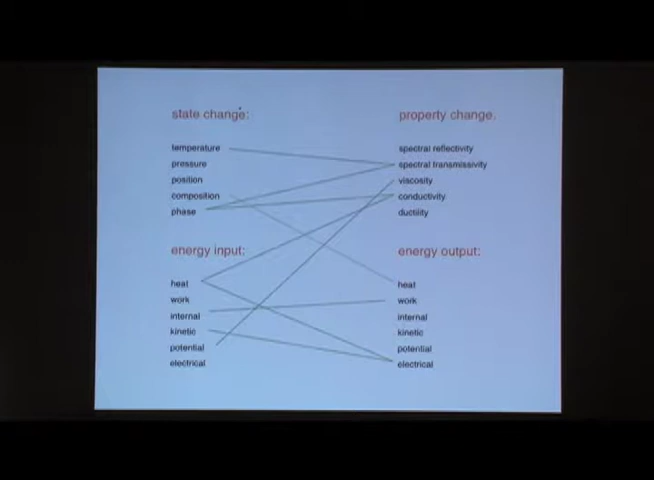 state change:
temperature
pressure
position
composition
phase
energy input:
heat
work
internal
kinetic
potential
electrical
property change.
spectral reflectivity
spectral transmissivity
viscosity
conductivity
ductility
energy output:
heat
work
internal
kinetic
potential
electrical